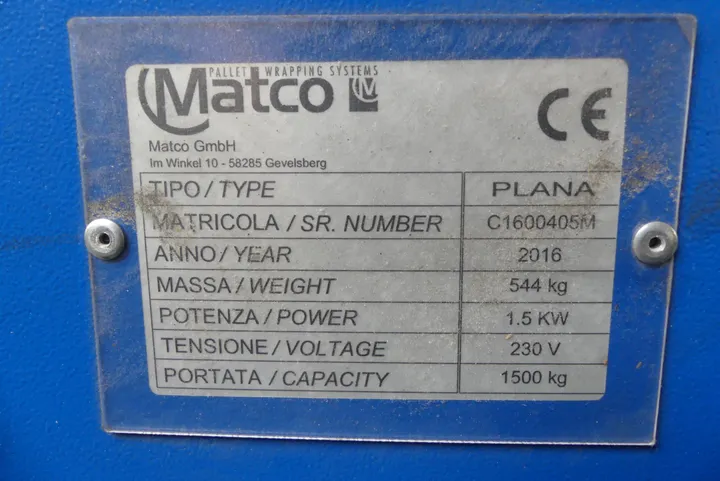 PALLET WRAPPING SYSTEMS
Matco M
CE
Matco GmbH
Im Winkel 10 - 58285 Gevelsberg
TIPO / TYPE PLANA
MATRICOLA / SR. NUMBER C1600405M
ANNO / YEAR 2016
MASSA / WEIGHT 544 kg
POTENZA / POWER 1.5 KW
TENSIONE / VOLTAGE 230 V
PORTATA / CAPACITY 1500 kg